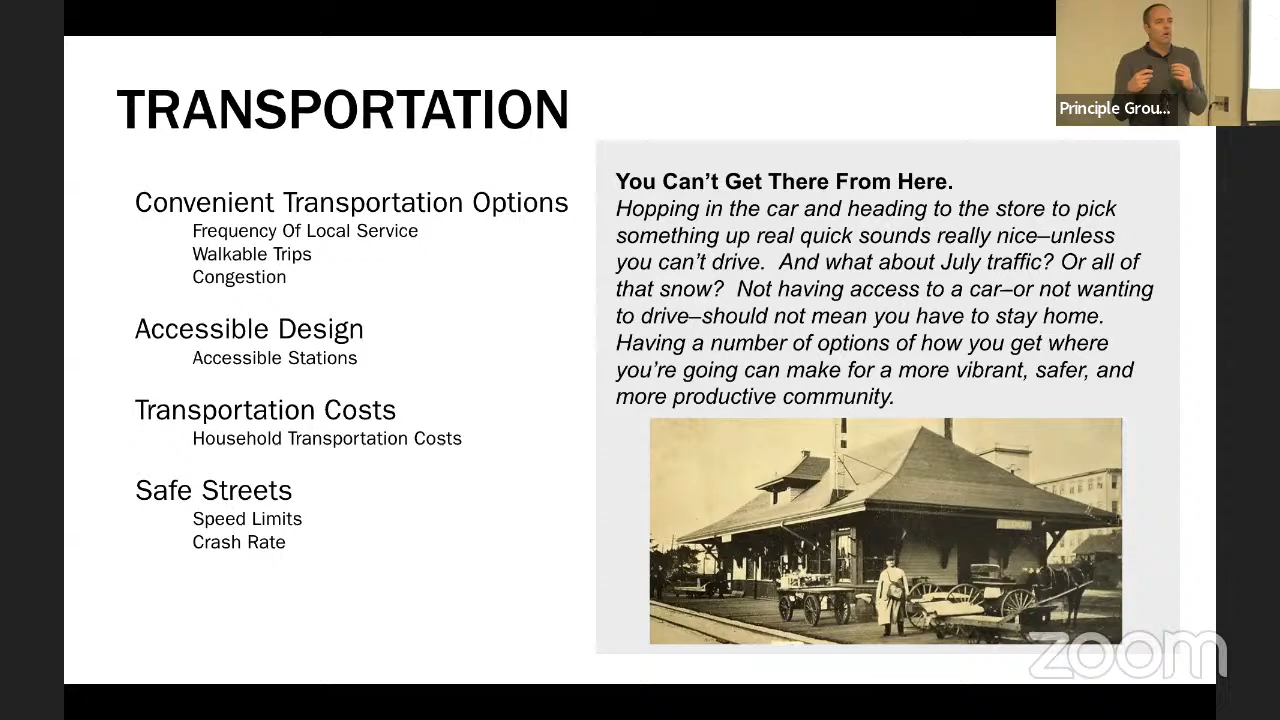 TRANSPORTATION
Convenient Transportation Options
Frequency Of Local Service
Walkable Trips
Congestion
Accessible Design
Accessible Stations
Transportation Costs
Household Transportation Costs
Safe Streets
Speed Limits
Crash Rate
You Can’t Get There From Here.
Hopping in the car and heading to the store to pick
something up real quick sounds really nice–unless
you can’t drive.  And what about July traffic? Or all of
that snow?  Not having access to a car–or not wanting
to drive–should not mean you have to stay home.
Having a number of options of how you get where
you’re going can make for a more vibrant, safer, and
more productive community.
Principle Grou...
zoom